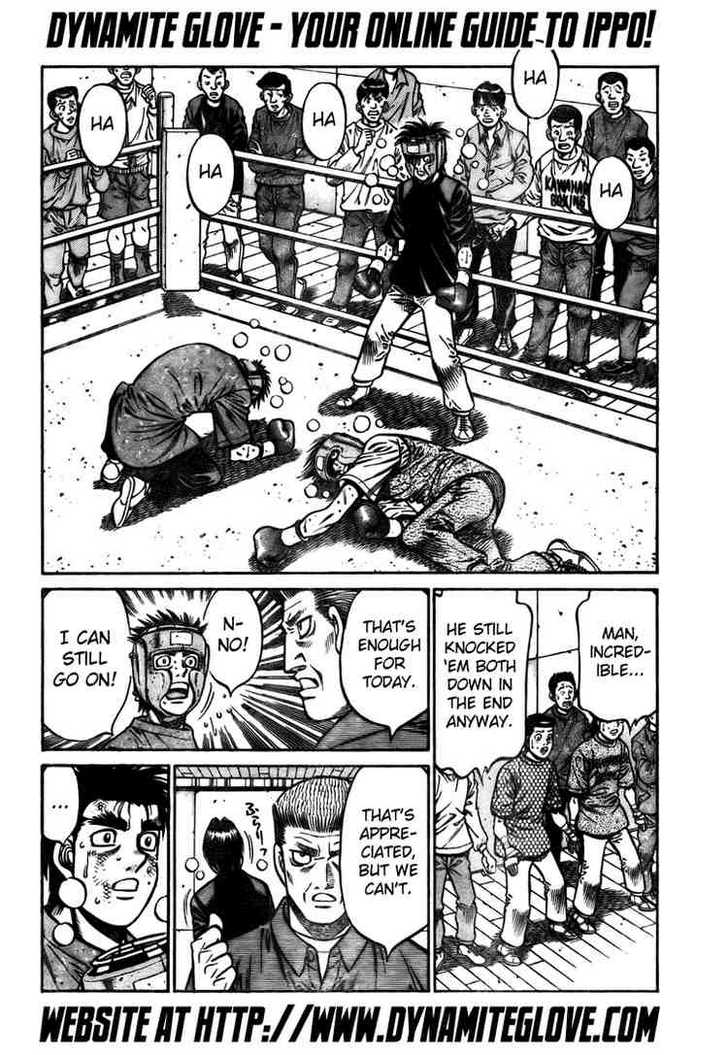 DYNAMITE GLOVE - YOUR ONLINE GUIDE TO IPPO!
HA
HA
HA
HA
HA
KAWAHARA
BOXING
MAN,
INCRED-
IBLE...
HE STILL
KNOCKED
'EM BOTH
DOWN IN
THE END
ANYWAY.
THAT'S
ENOUGH
FOR
TODAY.
N-
NO!
I CAN
STILL
GO ON!
THAT'S
APPRE-
CIATED,
BUT WE
CAN'T.
ふらりっ
...
WEBSITE AT HTTP://WWW.DYNAMITEGLOVE.COM